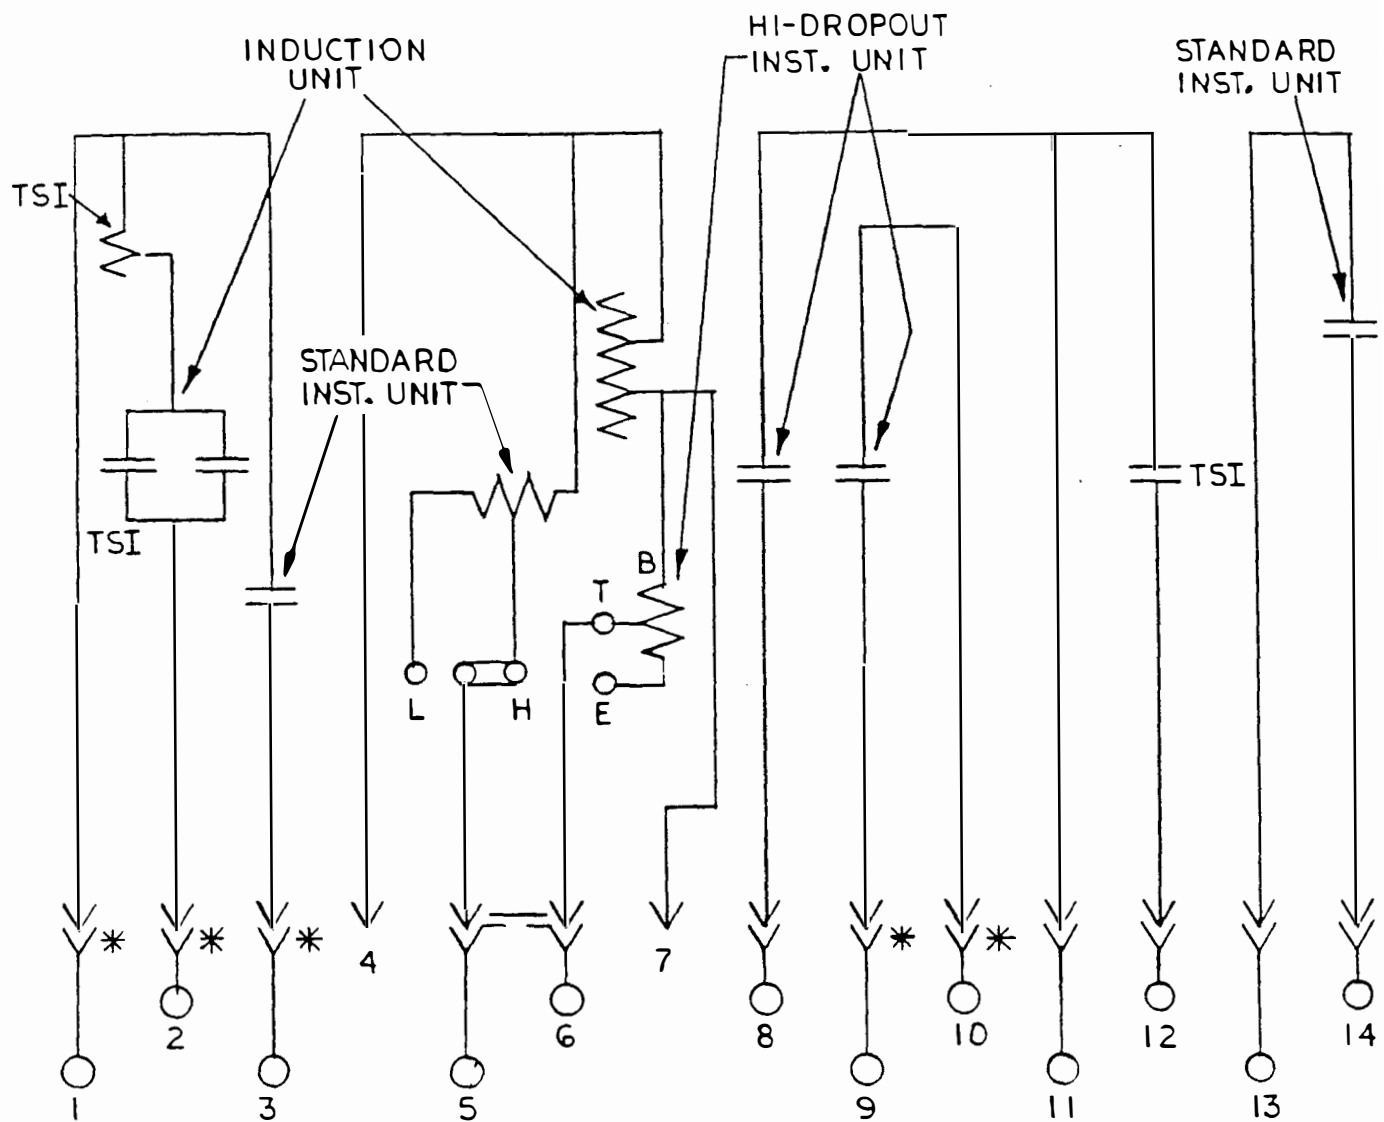 INDUCTION
UNIT
HI-DROPOUT
INST. UNIT
STANDARD
INST. UNIT
TSI
STANDARD
INST. UNIT
TSI
TSI
B
T
L
H
E
*
*
*
*
*
4
7
2
6
8
10
12
14
1
3
5
9
11
13